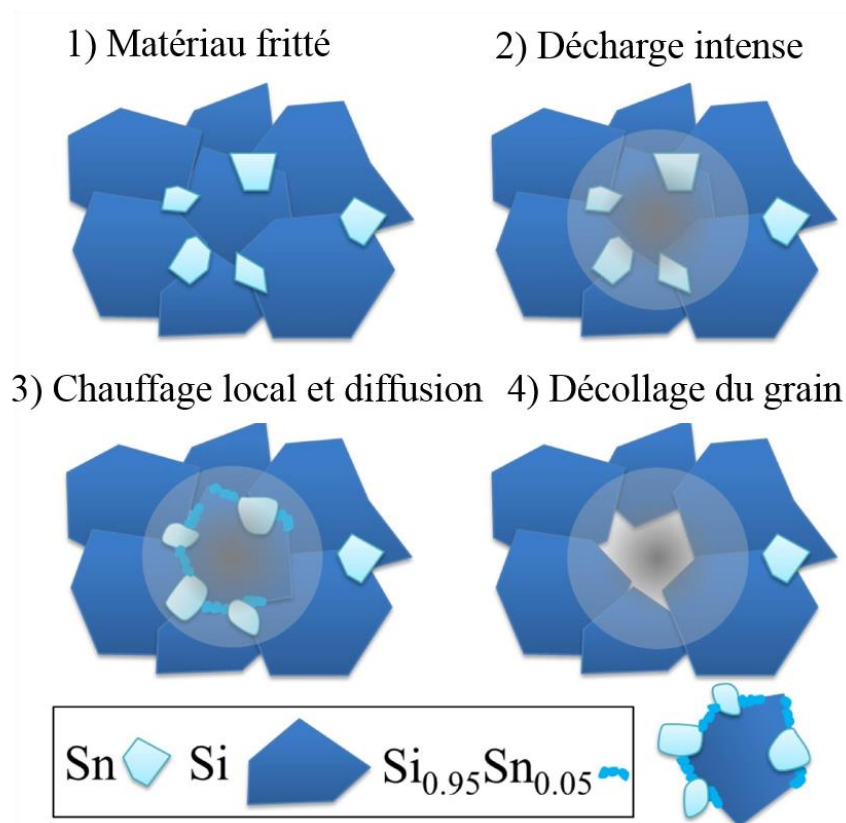 1) Matériau fritté
2) Décharge intense
3) Chauffage local et diffusion
4) Décollage du grain
Sn Si Si0.95Sn0.05